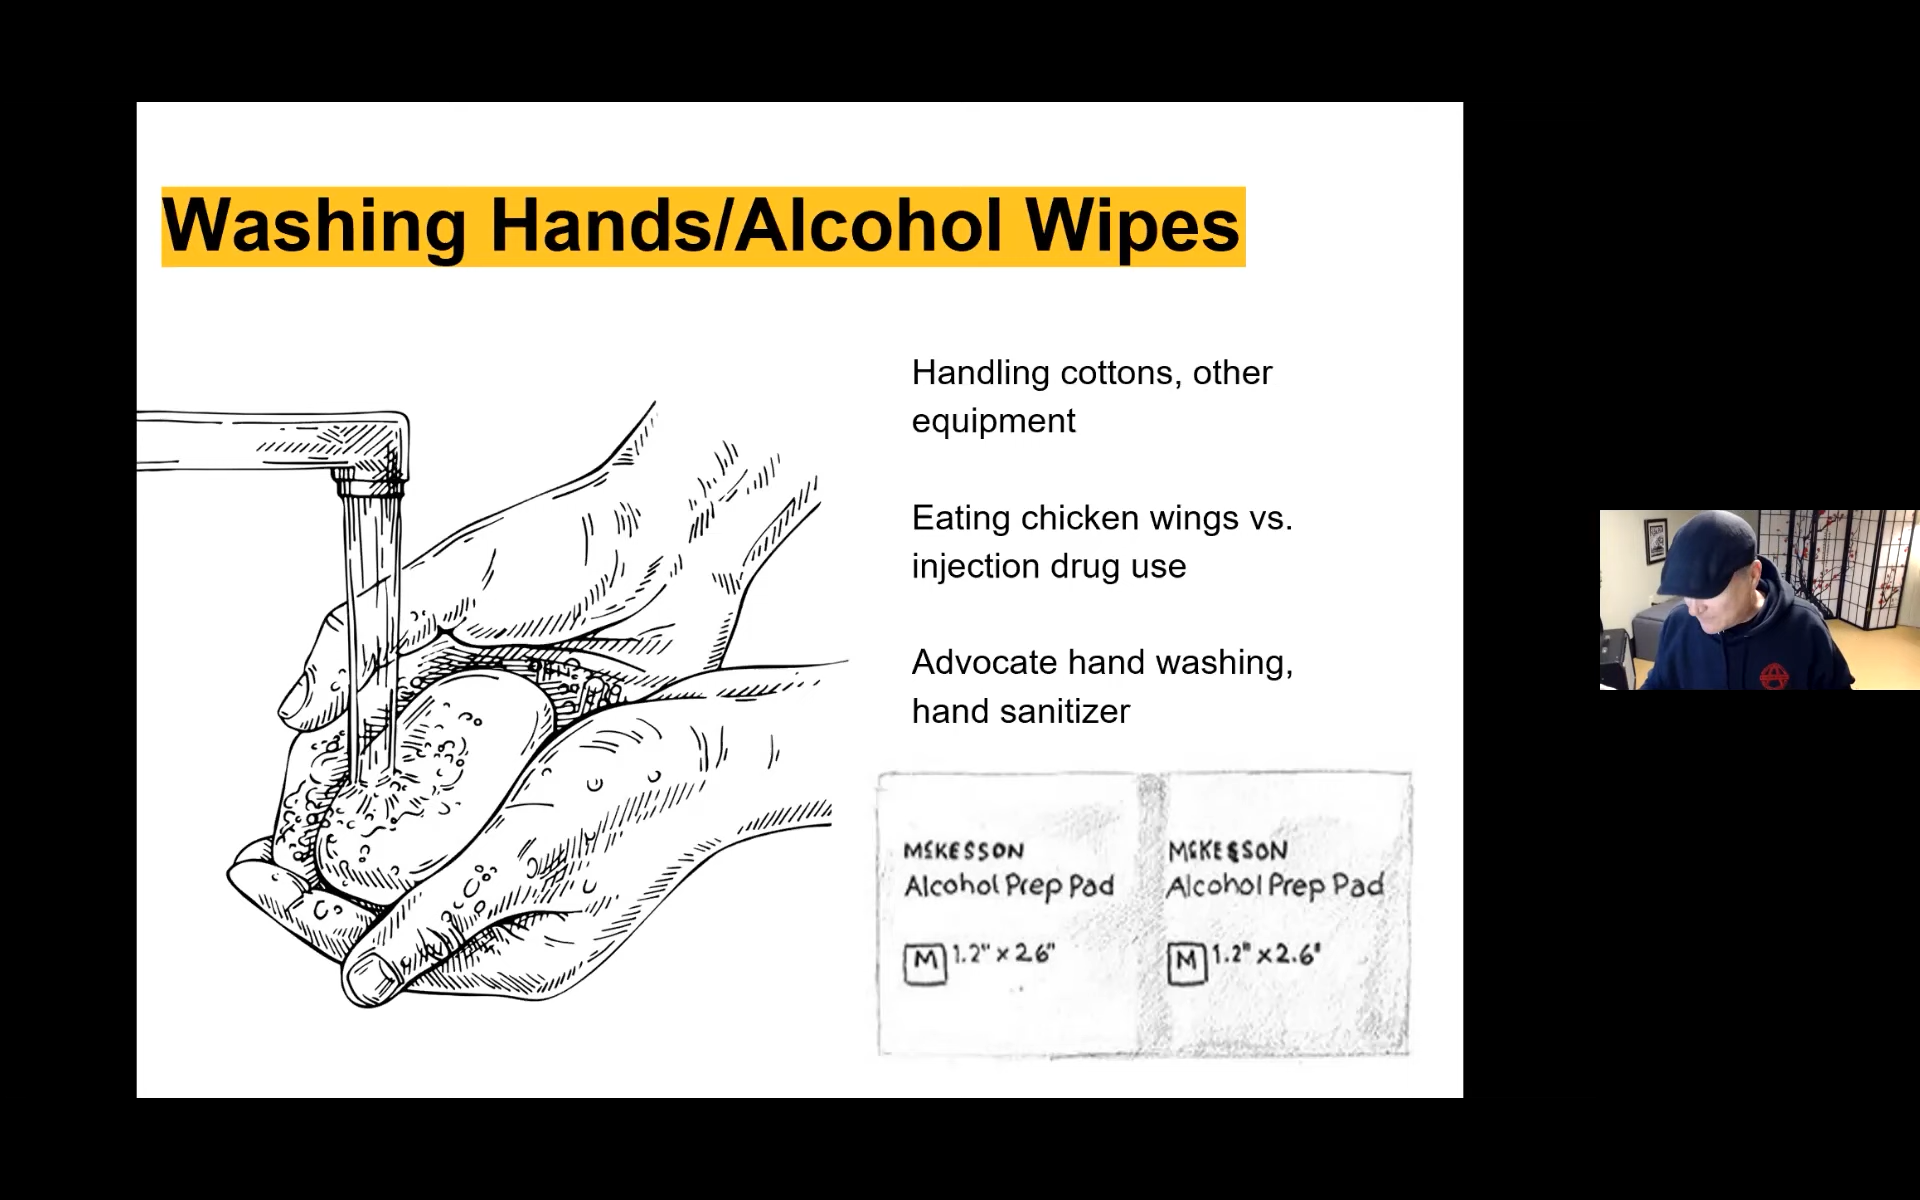 Washing Hands/Alcohol Wipes
Handling cottons, other
equipment
Eating chicken wings vs.
injection drug use
Advocate hand washing,
hand sanitizer
MCKESSON
Alcohol Prep Pad
M 1.2" x 2.6"
MCKESSON
Alcohol Prep Pad
M 1.2" x 2.6"